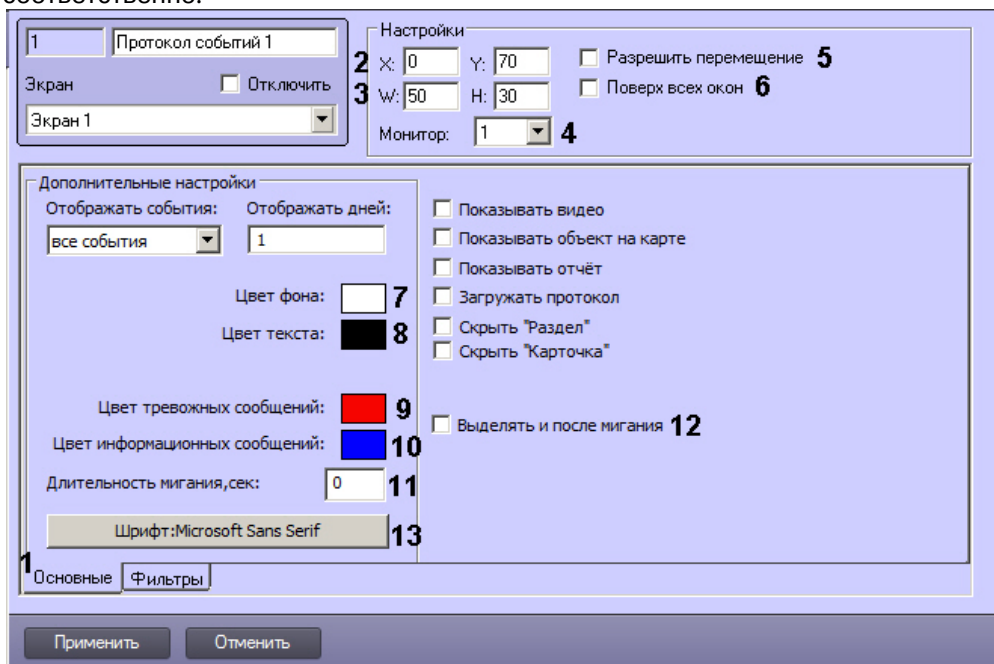 соответственно.
1 Протокол событий 1
Экран Отключить
Экран 1
Настройки
2 X: 0 Y: 70 Разрешить перемещение 5
3 W: 50 H: 30 Поверх всех окон 6
Монитор: 1 4
Дополнительные настройки
Отображать события: Отображать дней:
все события 1
Цвет фона: 7
Цвет текста: 8
Цвет тревожных сообщений: 9
Цвет информационных сообщений: 10
Длительность мигания,сек: 0 11
Шрифт:Microsoft Sans Serif 13
Показывать видео
Показывать объект на карте
Показывать отчёт
Загружать протокол
Скрыть "Раздел"
Скрыть "Карточка"
Выделять и после мигания 12
1 Основные Фильтры
Применить Отменить